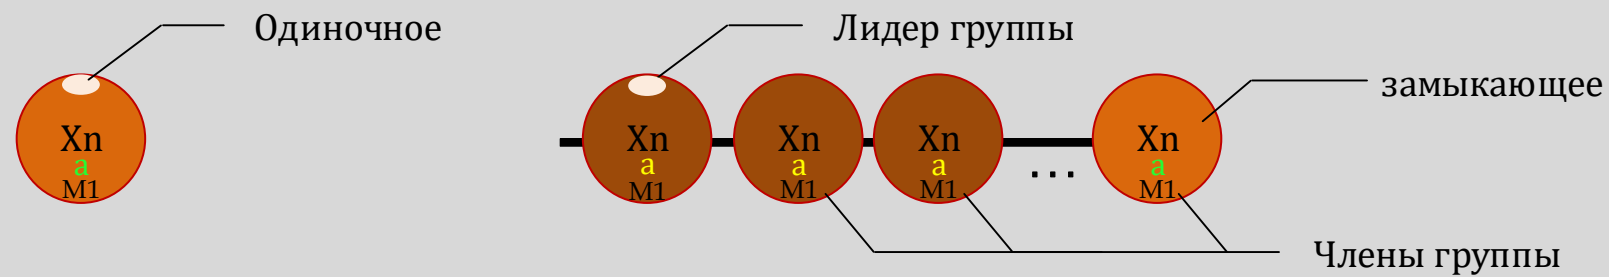 Одиночное
Лидер группы
замыкающее
Xn
a
M1
Xn
a
M1
Xn
a
M1
Xn
a
M1
...
Xn
a
M1
Члены группы